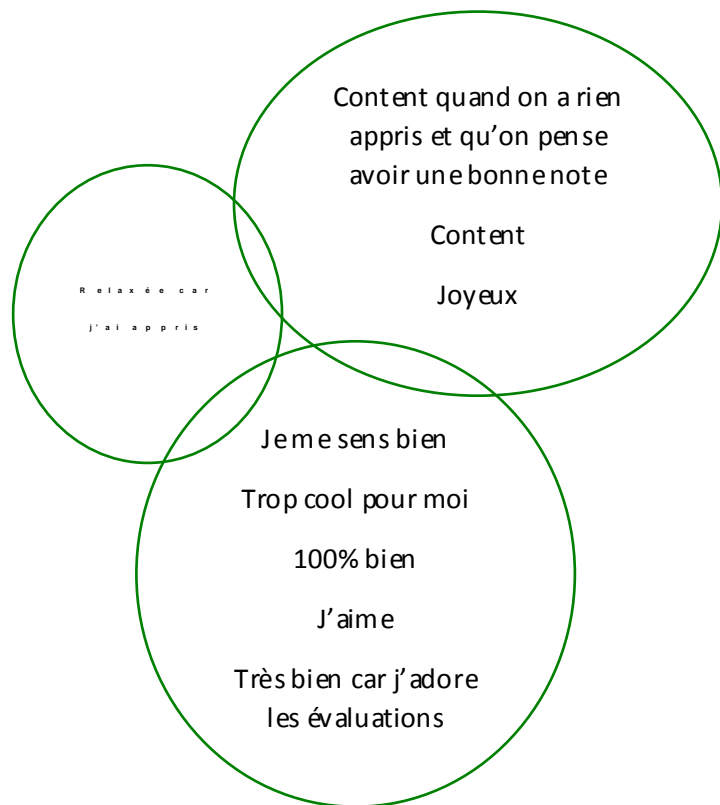 Content quand on a rien
appris et qu'on pense
avoir une bonne note
Content
Joyeux
Relaxée car
j'ai appris
Je me sens bien
Trop cool pour moi
100% bien
J'aime
Très bien car j'adore
les évaluations